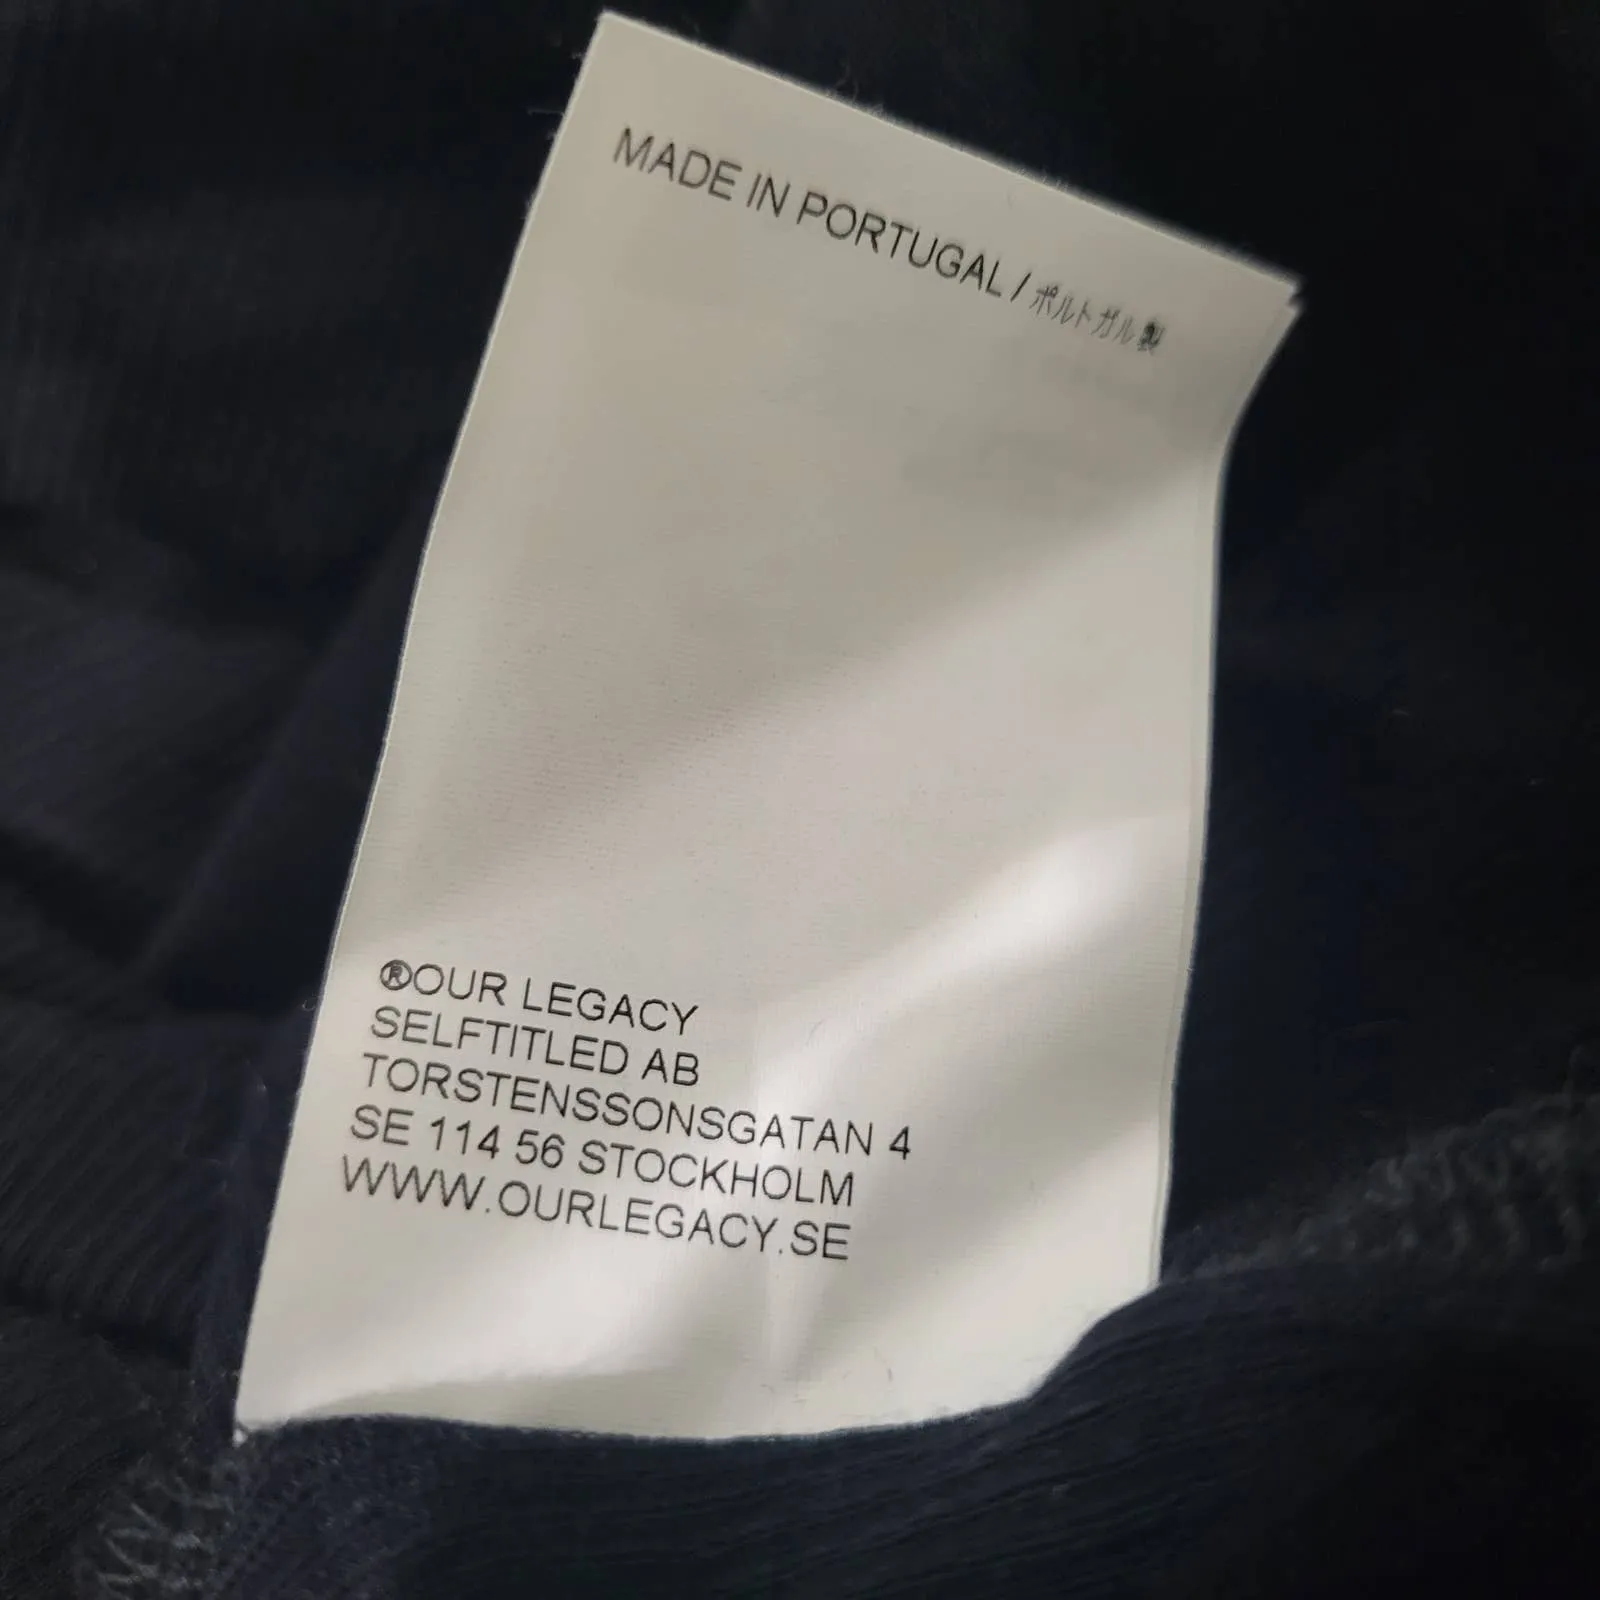 MADE IN PORTUGAL / ポルトガル製
®OUR LEGACY
SELFTITLED AB
TORSTENSSONSGATAN 4
SE 114 56 STOCKHOLM
WWW.OURLEGACY.SE